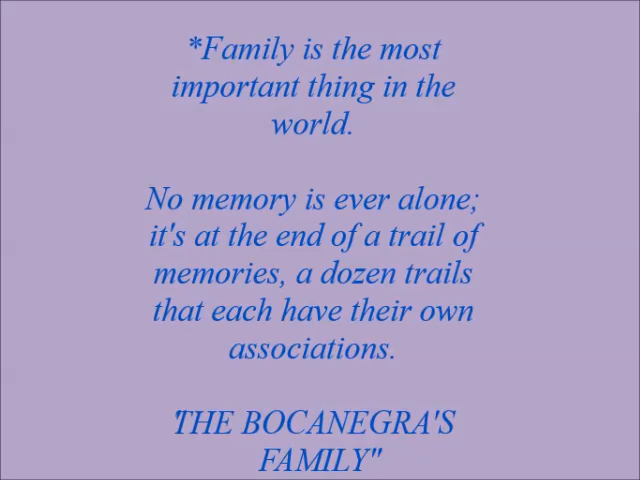 *Family is the most
important thing in the
world.
No memory is ever alone;
it's at the end of a trail of
memories, a dozen trails
that each have their own
associations.
"THE BOCANEGRA'S
FAMILY"